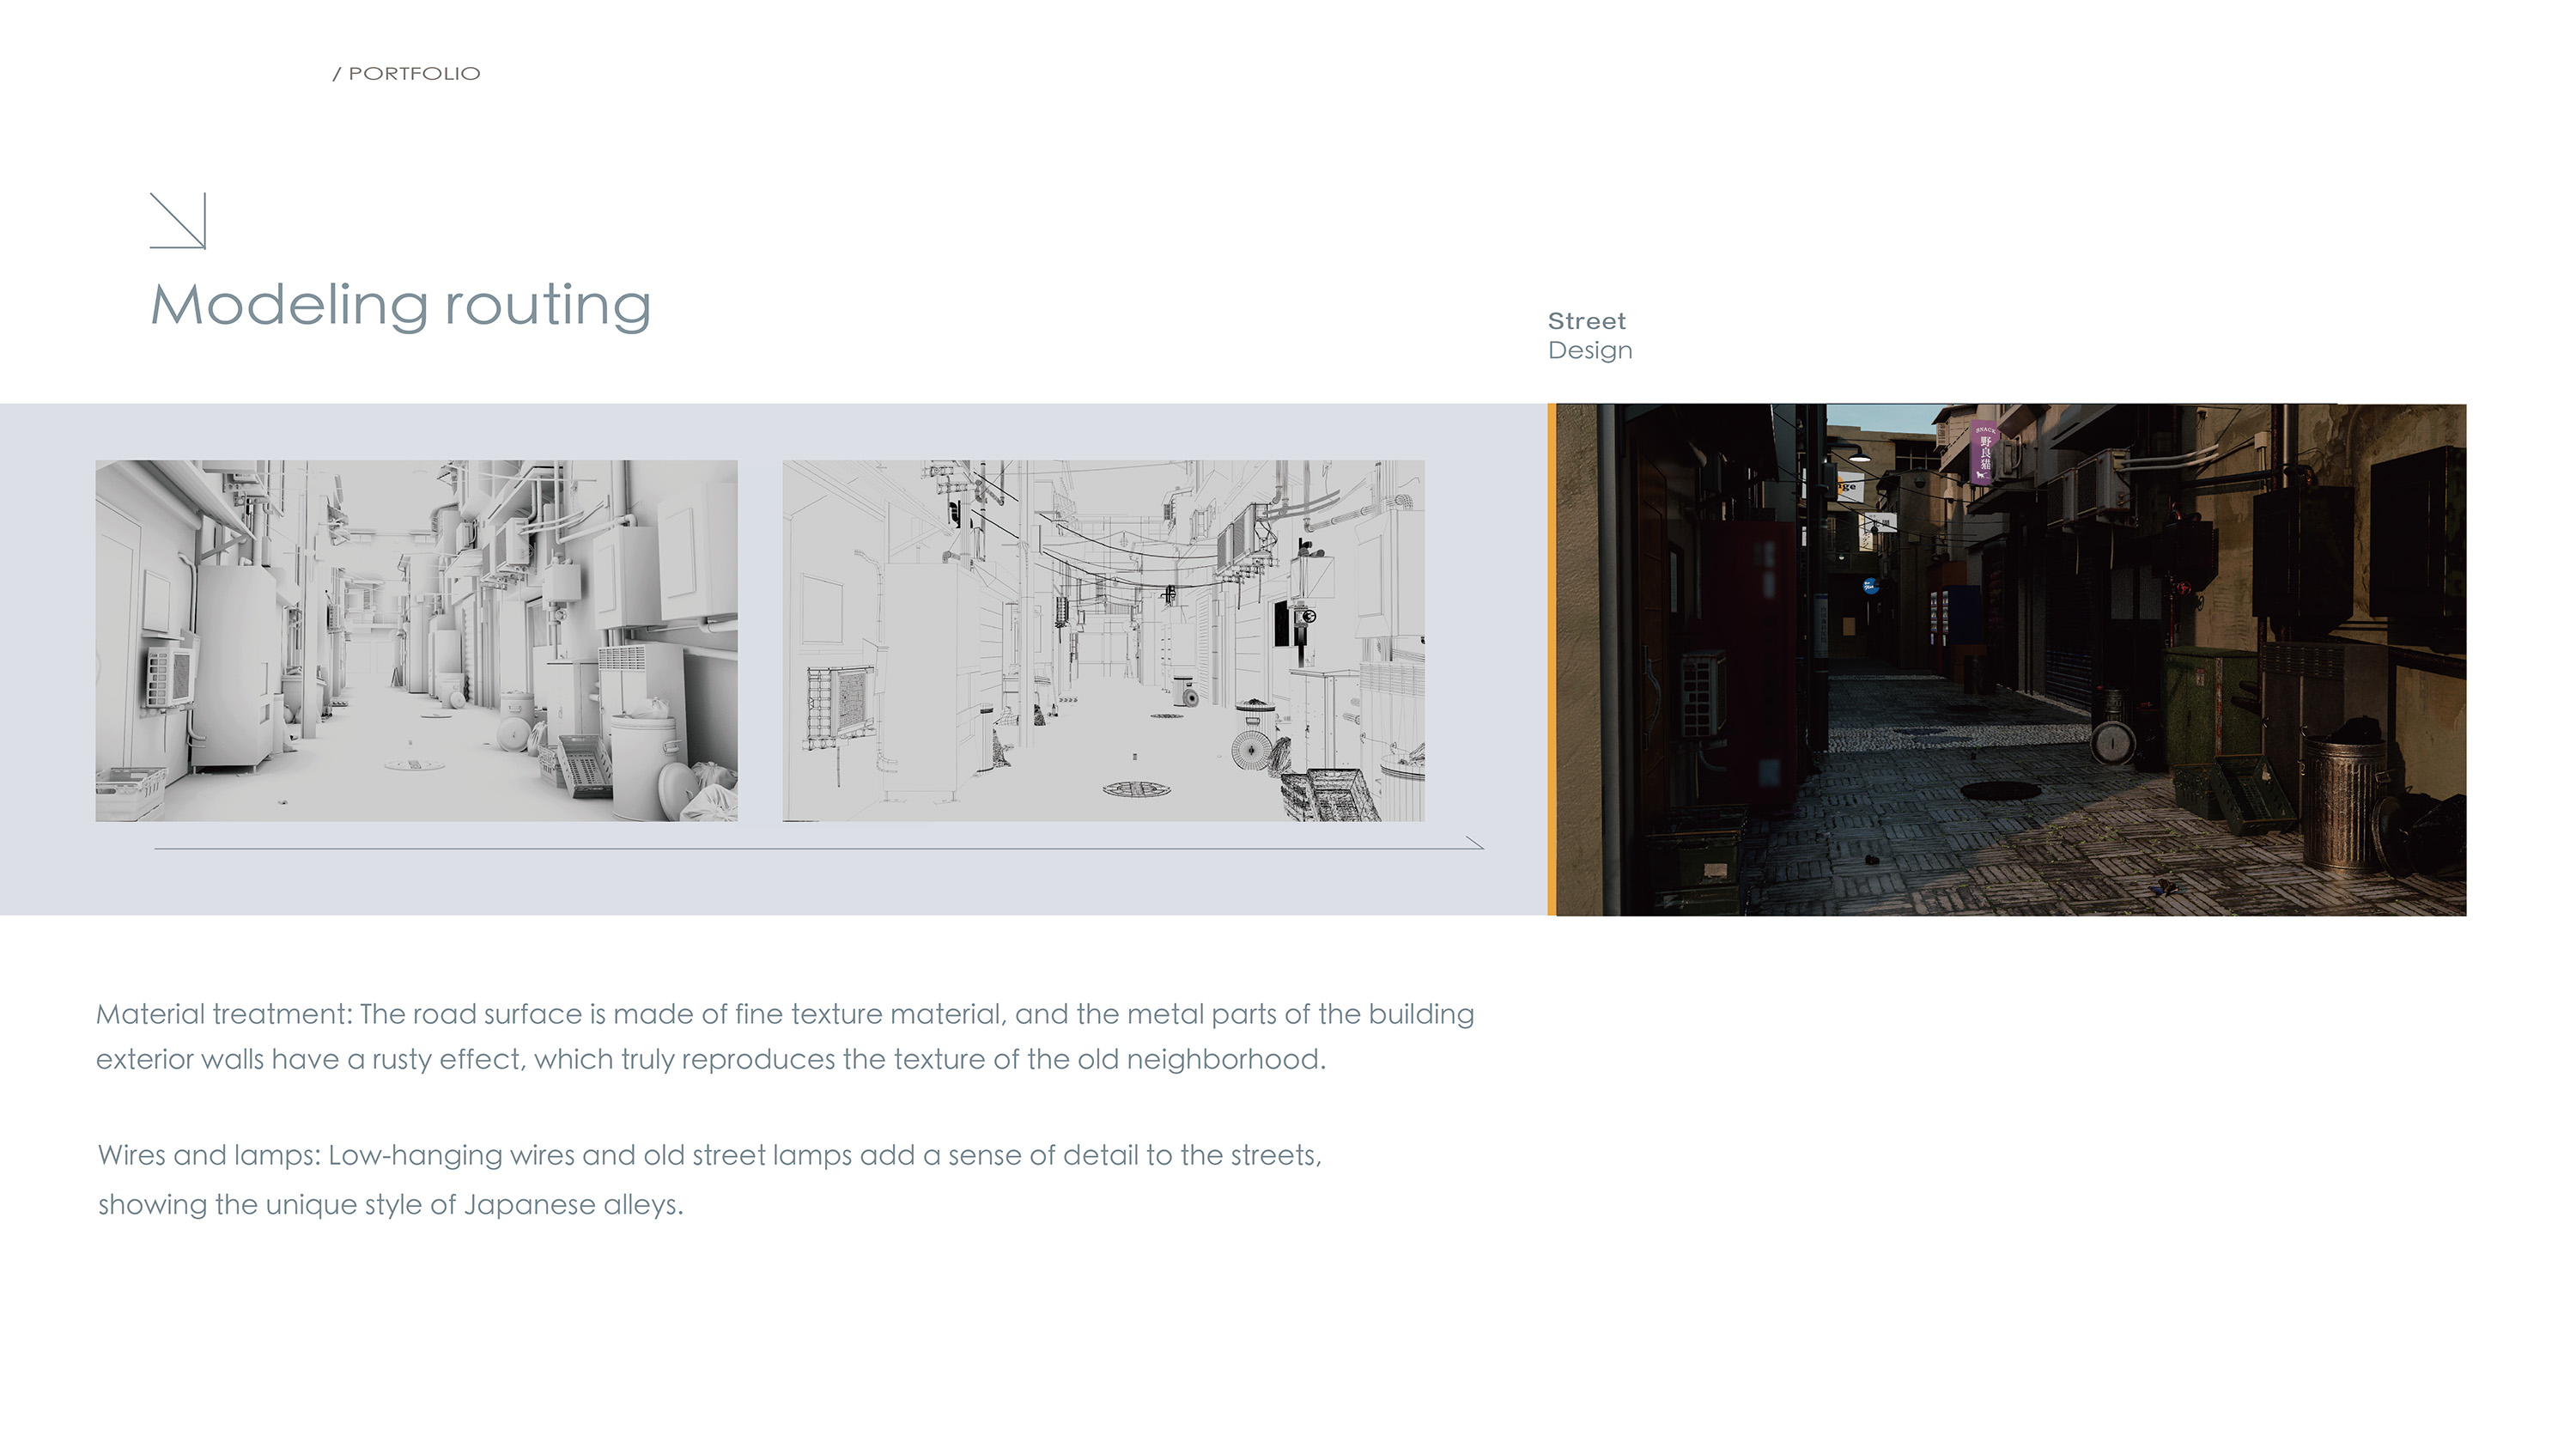 / PORTFOLIO
Modeling routing
Street
Design
SNACK
野良猫
nge
Material treatment: The road surface is made of fine texture material, and the metal parts of the building
exterior walls have a rusty effect, which truly reproduces the texture of the old neighborhood.
Wires and lamps: Low-hanging wires and old street lamps add a sense of detail to the streets,
showing the unique style of Japanese alleys.